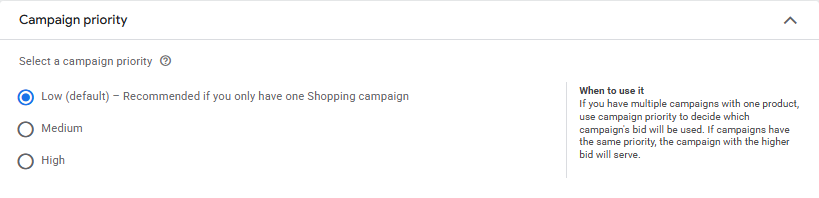 Campaign priority
Select a campaign priority
Low (default) – Recommended if you only have one Shopping campaign
Medium
High
When to use it
If you have multiple campaigns with one product,
use campaign priority to decide which
campaign's bid will be used. If campaigns have
the same priority, the campaign with the higher
bid will serve.